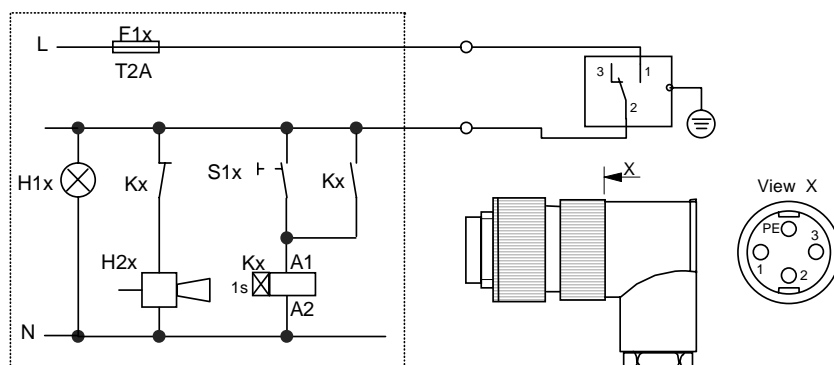 F1x
L
T2A
3
1
2
H1x
Kx
S1x
Kx
X
View X
PE
3
1
2
H2x
Kx
A1
1s
A2
N